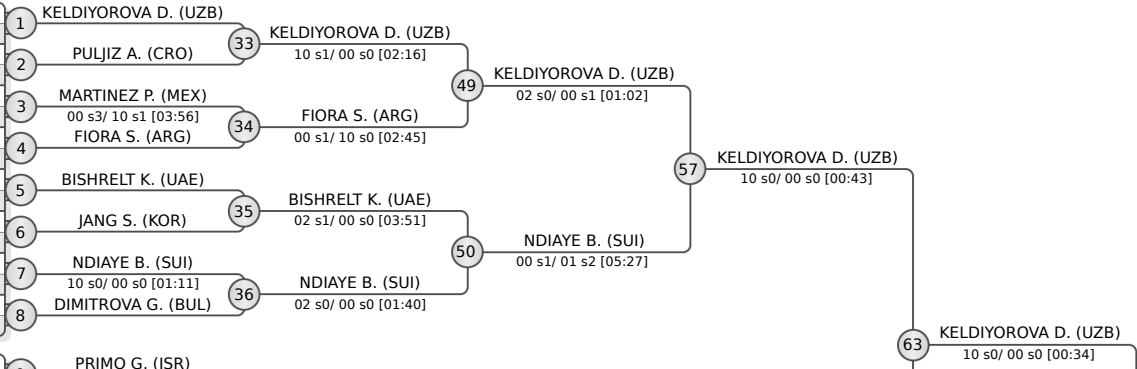 KELDIYOROVA D. (UZB)
1
33
KELDIYOROVA D. (UZB)
10 s1/ 00 s0 [02:16]
2
PULJIZ A. (CRO)
49
KELDIYOROVA D. (UZB)
02 s0/ 00 s1 [01:02]
3
MARTINEZ P. (MEX)
00 s3/ 10 s1 [03:56]
34
FIORA S. (ARG)
00 s1/ 10 s0 [02:45]
4
FIORA S. (ARG)
57
KELDIYOROVA D. (UZB)
10 s0/ 00 s0 [00:43]
5
BISHRELT K. (UAE)
35
BISHRELT K. (UAE)
02 s1/ 00 s0 [03:51]
6
JANG S. (KOR)
50
NDIAYE B. (SUI)
00 s1/ 01 s2 [05:27]
7
NDIAYE B. (SUI)
10 s0/ 00 s0 [01:11]
36
NDIAYE B. (SUI)
02 s0/ 00 s0 [01:40]
8
DIMITROVA G. (BUL)
63
KELDIYOROVA D. (UZB)
10 s0/ 00 s0 [00:34]
PRIMO G. (ISR)